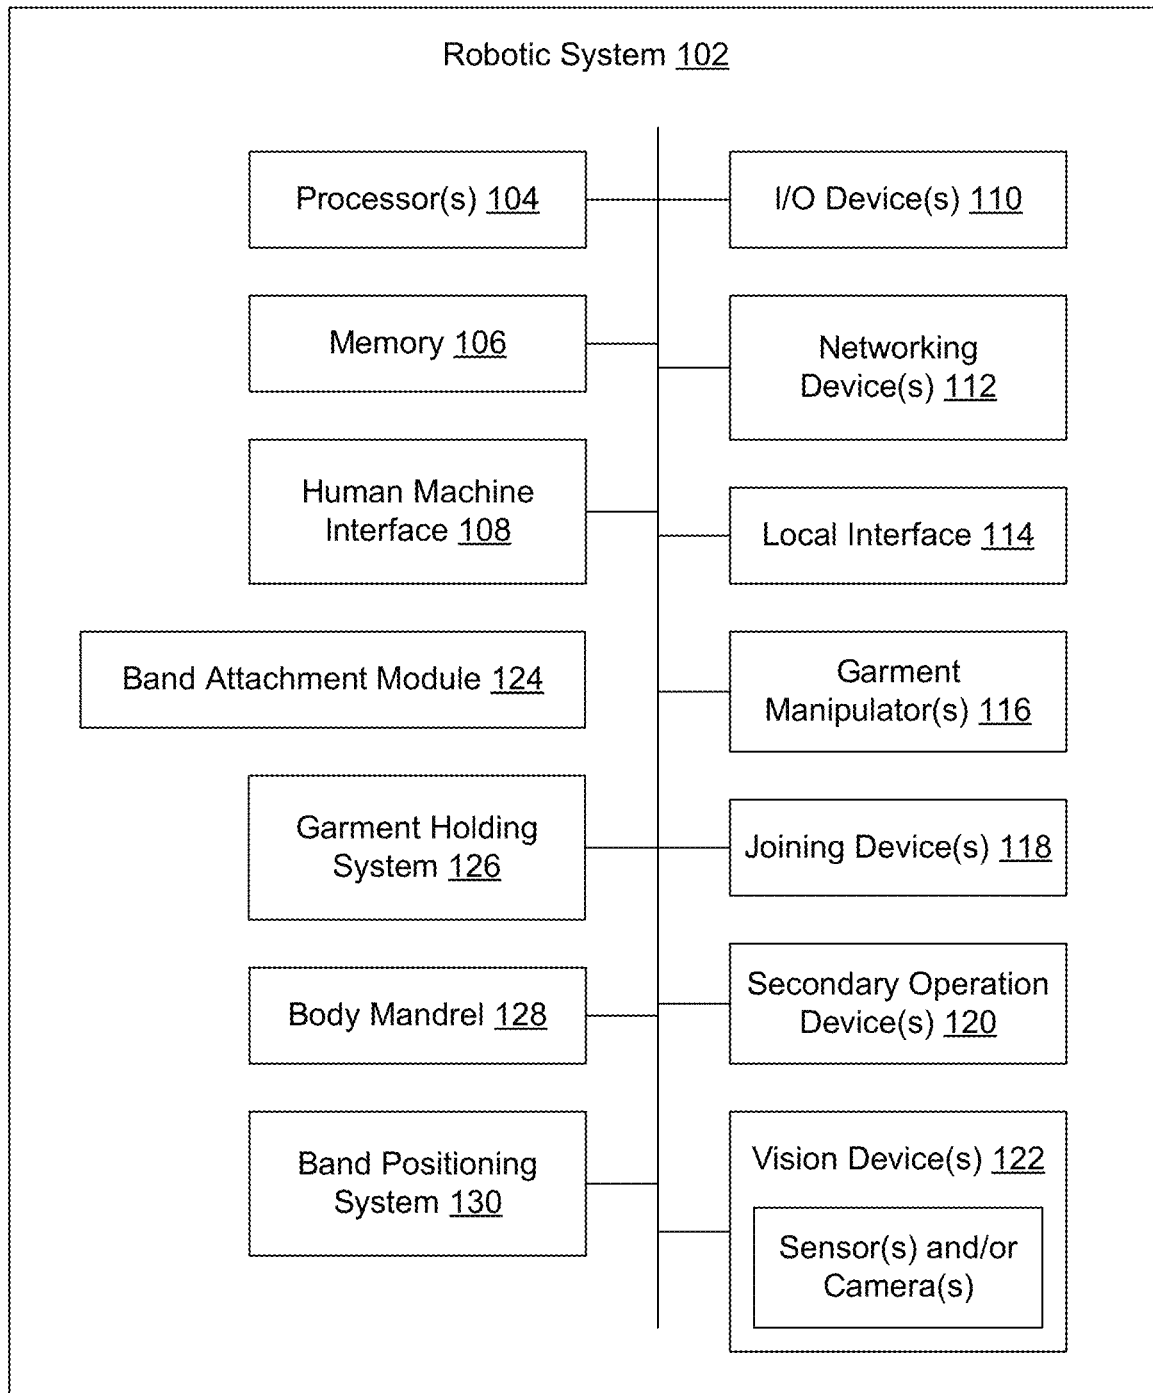 Robotic System 102
Processor(s) 104
Memory 106
Human Machine
Interface 108
Band Attachment Module 124
Garment Holding
System 126
Body Mandrel 128
Band Positioning
System 130
I/O Device(s) 110
Networking
Device(s) 112
Local Interface 114
Garment
Manipulator(s) 116
Joining Device(s) 118
Secondary Operation
Device(s) 120
Vision Device(s) 122
Sensor(s) and/or
Camera(s)